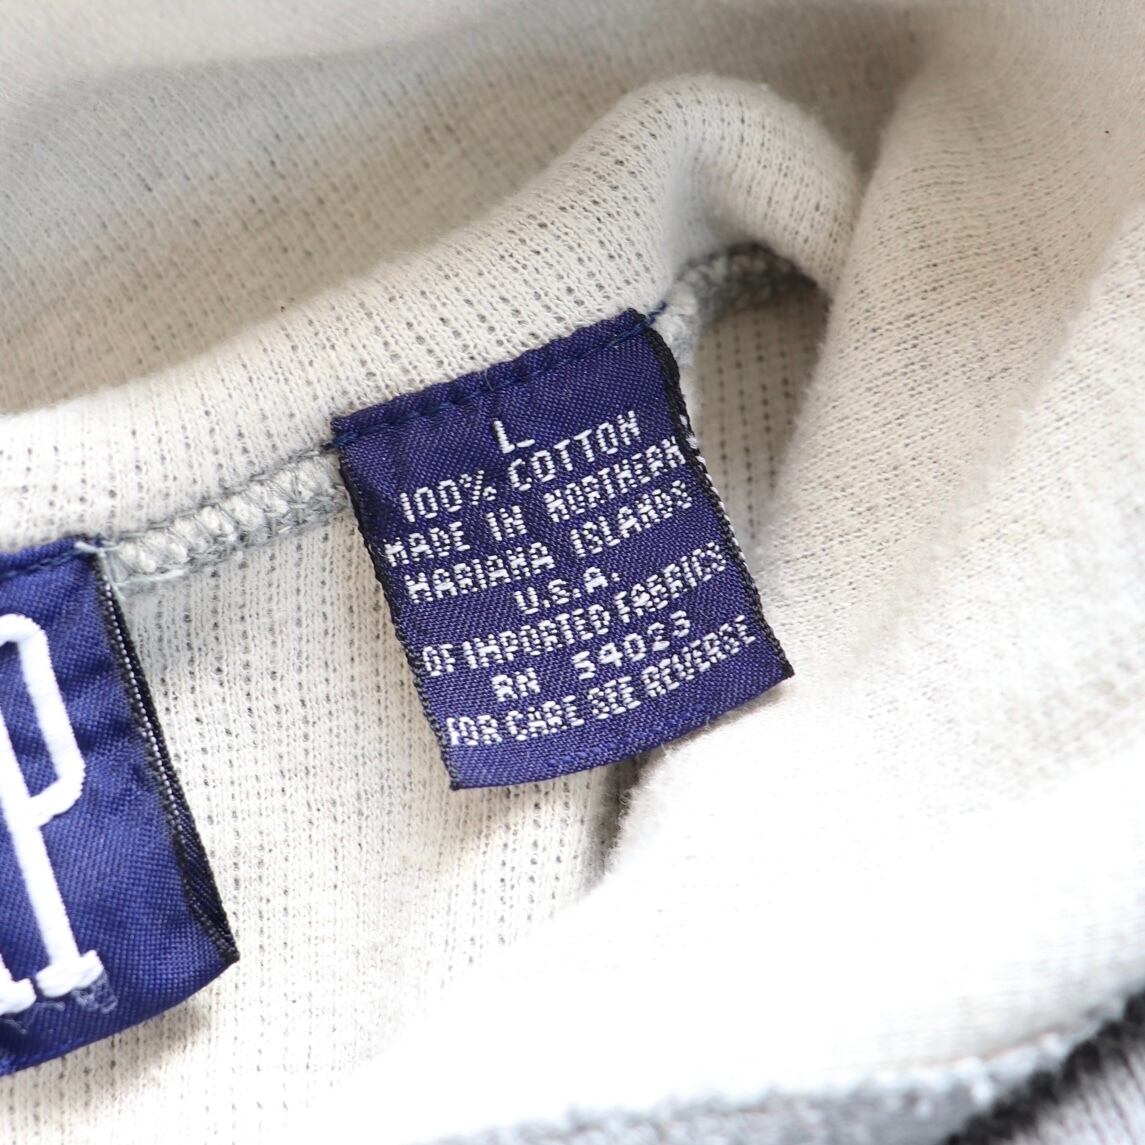 P
L
100% COTTON
MADE IN NORTHERN
MARIANA ISLANDS
U.S.A.
OF IMPORTED FABRICS
RN 54023
FOR CARE SEE REVERSE